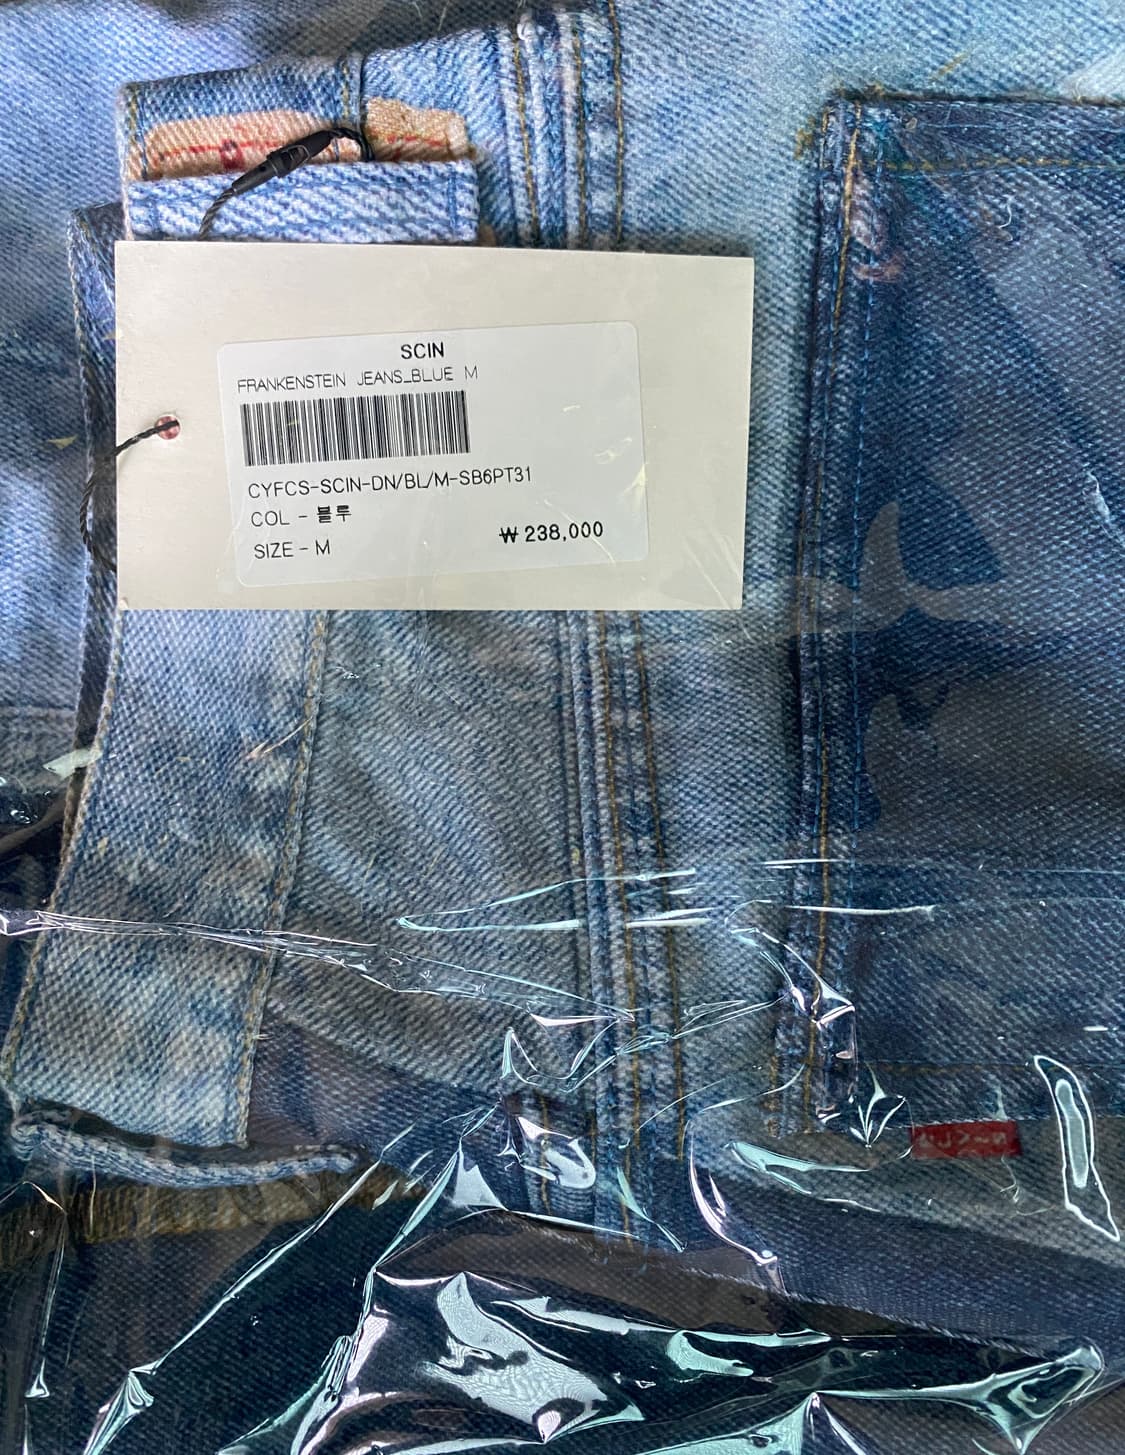 SCIN
FRANKENSTEIN JEANS_BLUE M
CYFCS-SCIN-DN/BL/M-SB6PT31
COL - 블루
SIZE - M
₩ 238,000